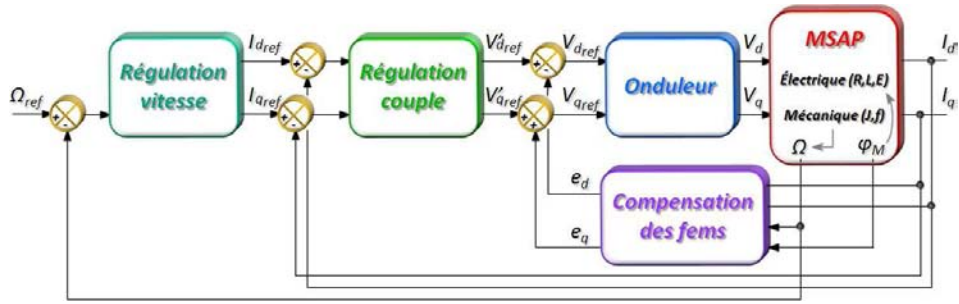 Ω_ref
+
-
Régulation
vitesse
I_dref
I_qref
+
-
+
-
Régulation
couple
V'_dref
V'_qref
+
-
+
+
V_dref
V_qref
Onduleur
V_d
V_q
MSAP
Électrique (R,L,E)
Mécanique (J,f)
Ω
φ_M
I_d
I_q
e_d
e_q
Compensation
des fems